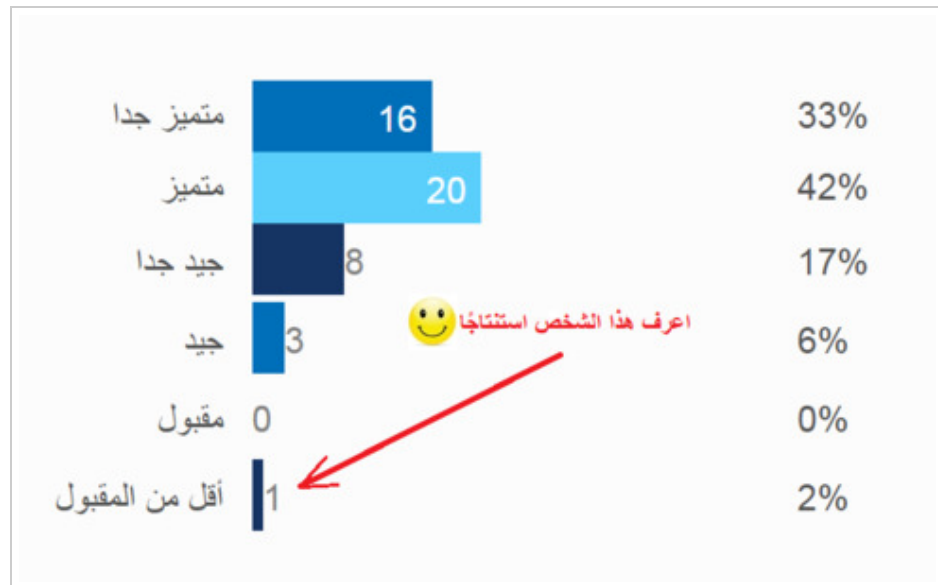 متميز جدا 16 33%
متميز 20 42%
جيد جدا 8 17%
اعرف هذا الشخص استنتاجًا
جيد 3 6%
مقبول 0 0%
أقل من المقبول 1 2%